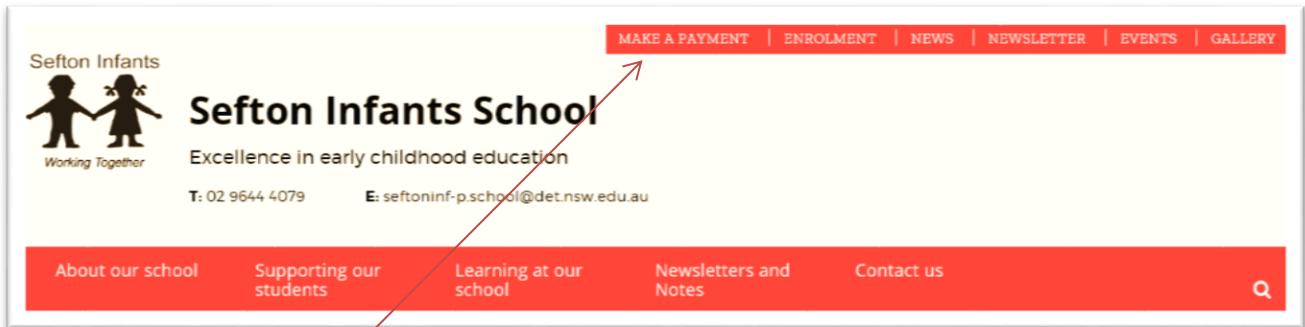 MAKE A PAYMENT | ENROLMENT | NEWS | NEWSLETTER | EVENTS | GALLERY
Sefton Infants
Working Together
Sefton Infants School
Excellence in early childhood education
T: 02 9644 4079 E: seftoninf-p.school@det.nsw.edu.au
About our school Supporting our students Learning at our school Newsletters and Notes Contact us